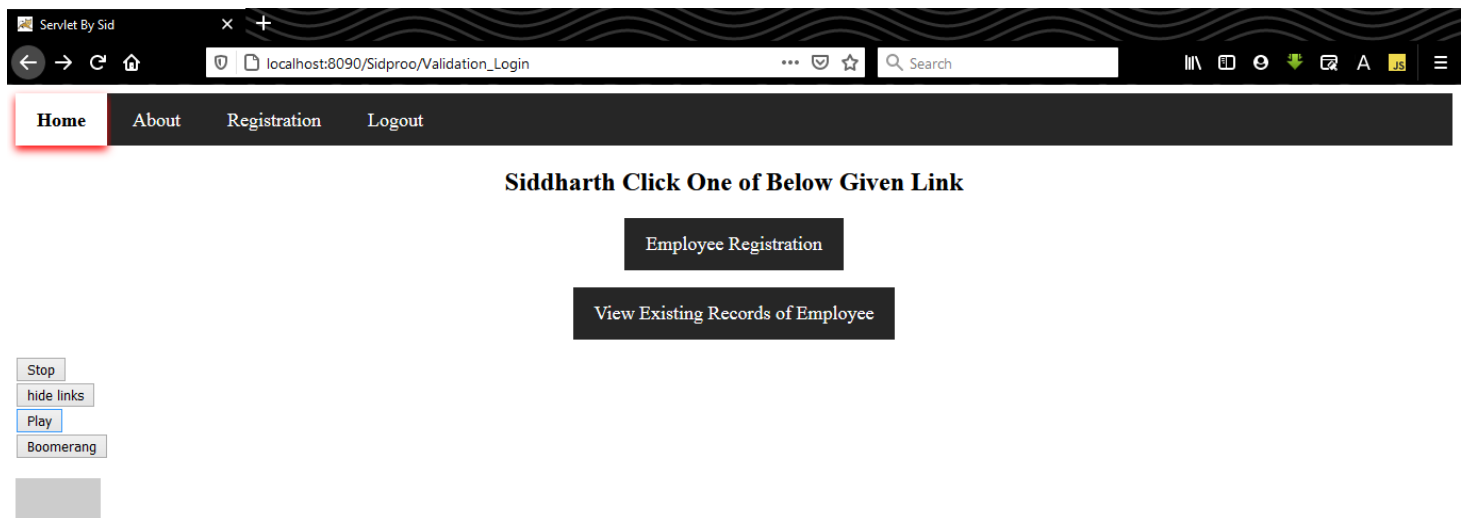 Servlet By Sid
localhost:8090/Sidproo/Validation_Login
Search
JS
Home About Registration Logout
Siddharth Click One of Below Given Link
Employee Registration
View Existing Records of Employee
Stop
hide links
Play
Boomerang